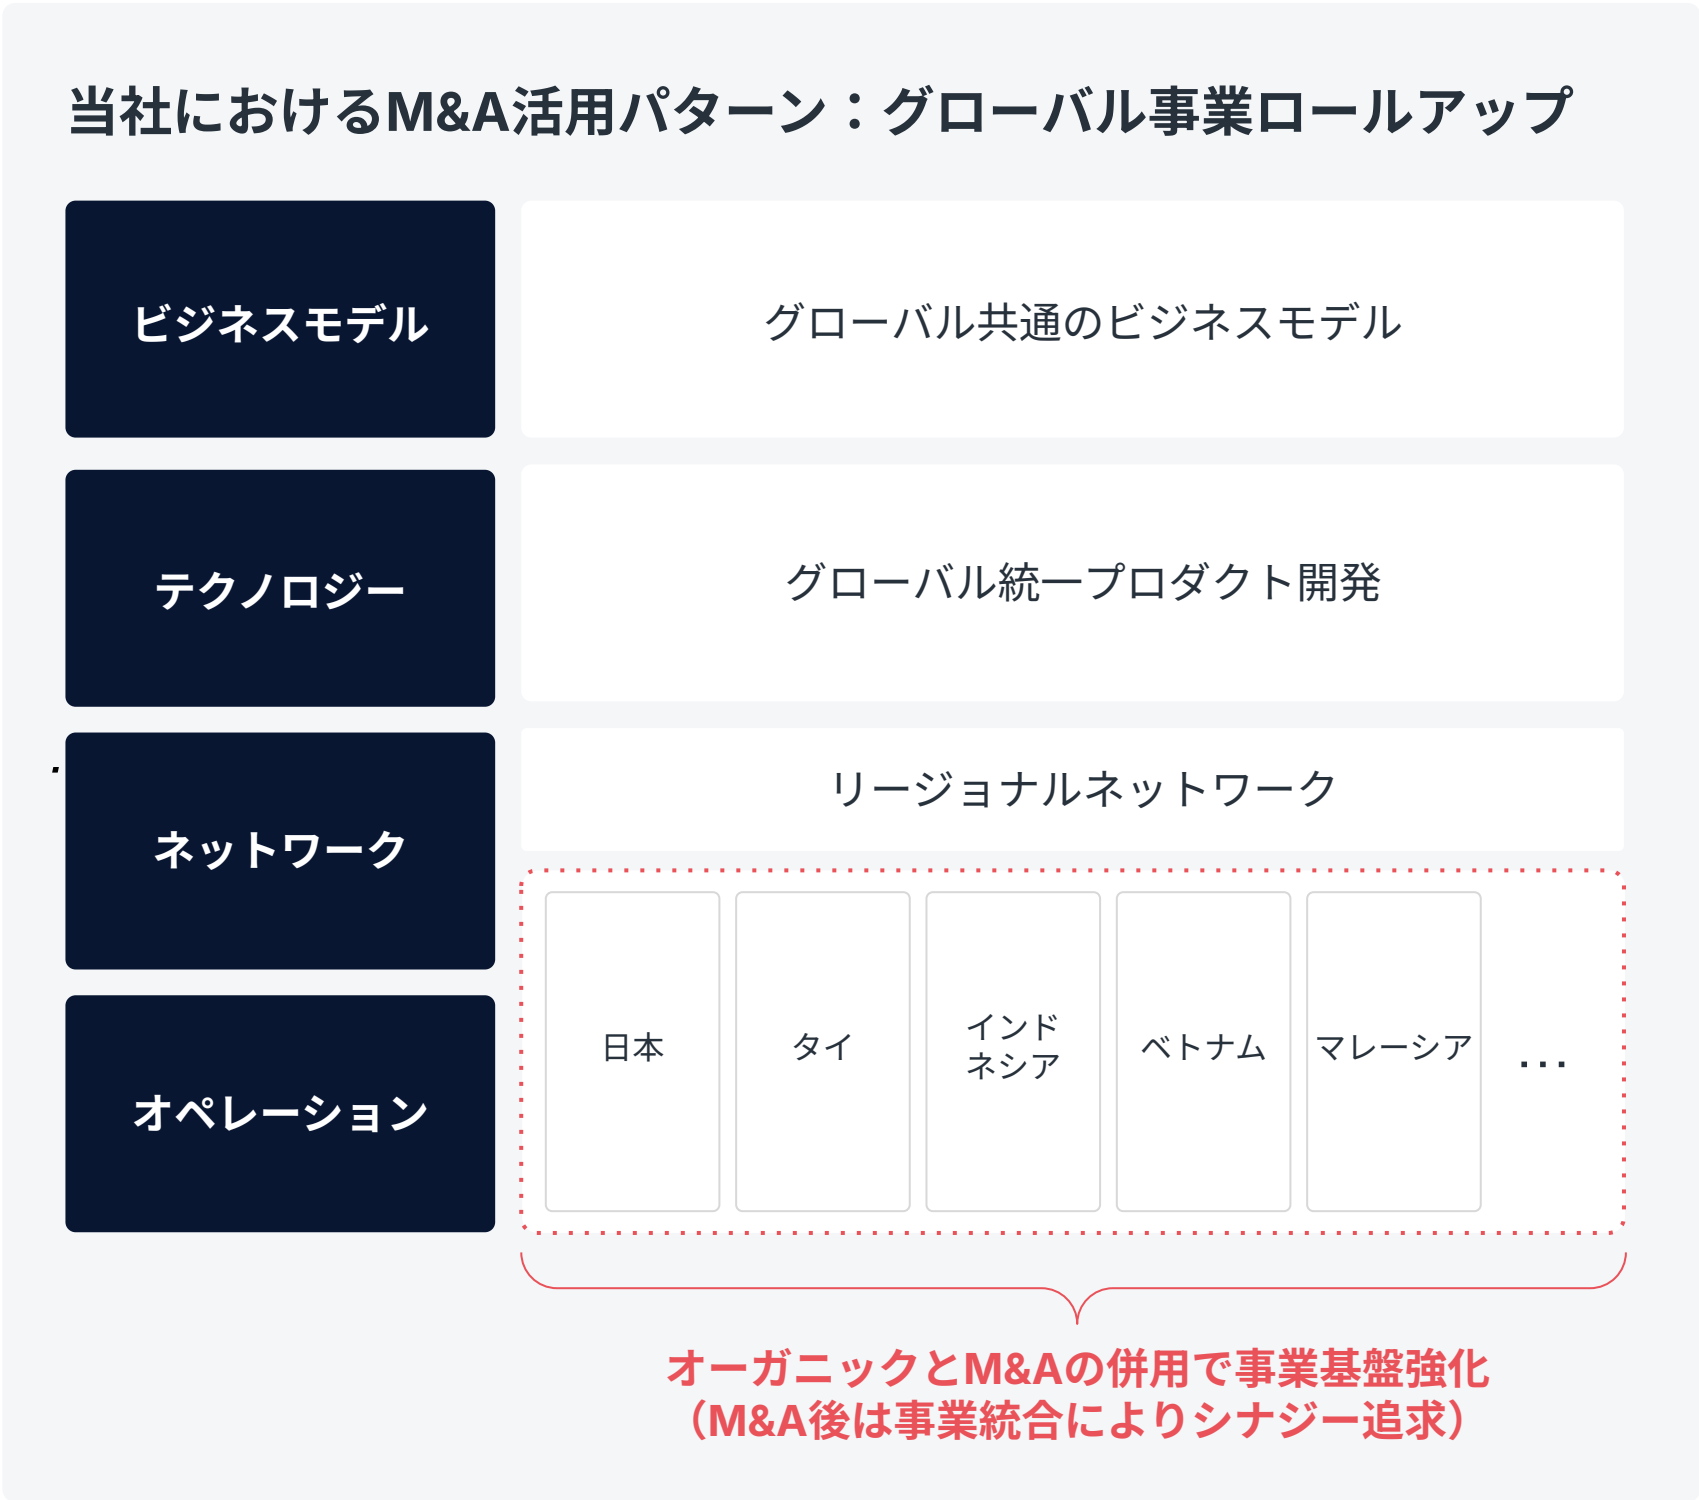 当社におけるM&A活用パターン：グローバル事業ロールアップ
ビジネスモデル
グローバル共通のビジネスモデル
テクノロジー
グローバル統一プロダクト開発
ネットワーク
リージョナルネットワーク
オペレーション
日本
タイ
インド
ネシア
ベトナム
マレーシア
...
オーガニックとM&Aの併用で事業基盤強化
（M&A後は事業統合によりシナジー追求）